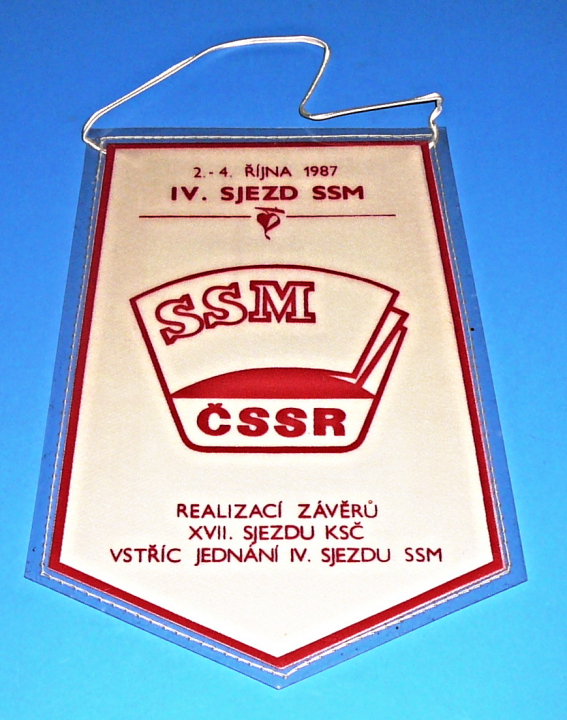 2.-4. ŘÍJNA 1987
IV. SJEZD SSM
SSM
ČSSR
REALIZACÍ ZÁVĚRŮ
XVII. SJEZDU KSČ
VSTŘÍC JEDNÁNÍ IV. SJEZDU SSM